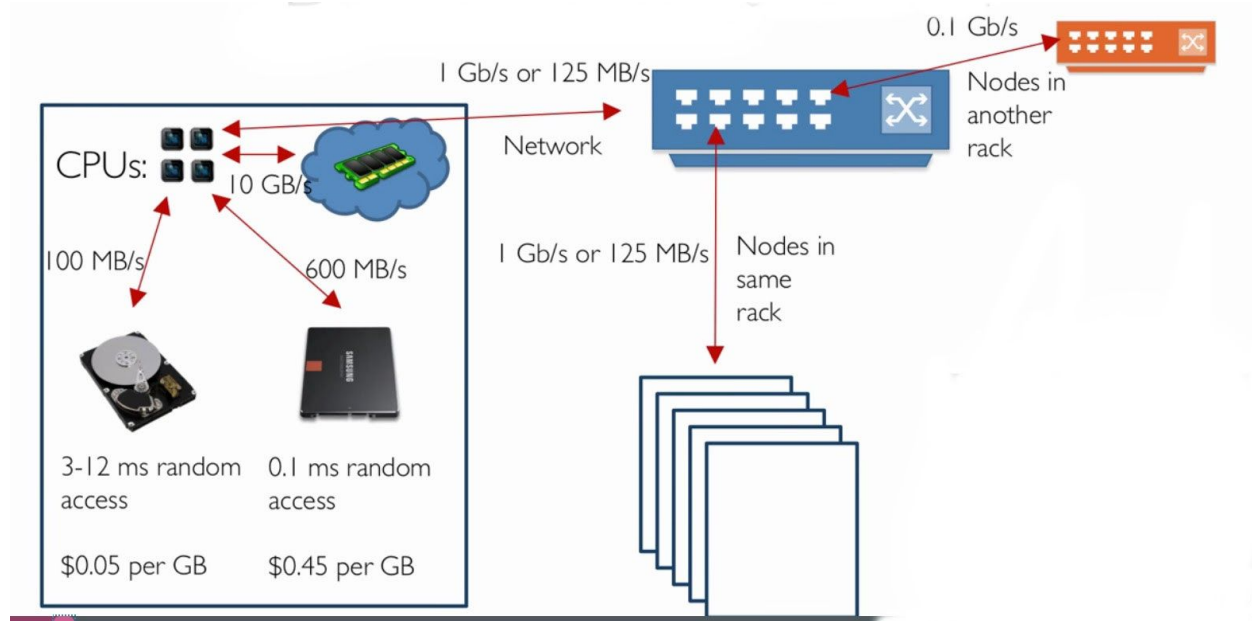 0.1 Gb/s
1 Gb/s or 125 MB/s
Nodes in
another
rack
Network
CPUs:
10 GB/s
1 Gb/s or 125 MB/s
Nodes in
same
rack
100 MB/s
600 MB/s
SAMSUNG
3-12 ms random
access
0.1 ms random
access
$0.05 per GB
$0.45 per GB